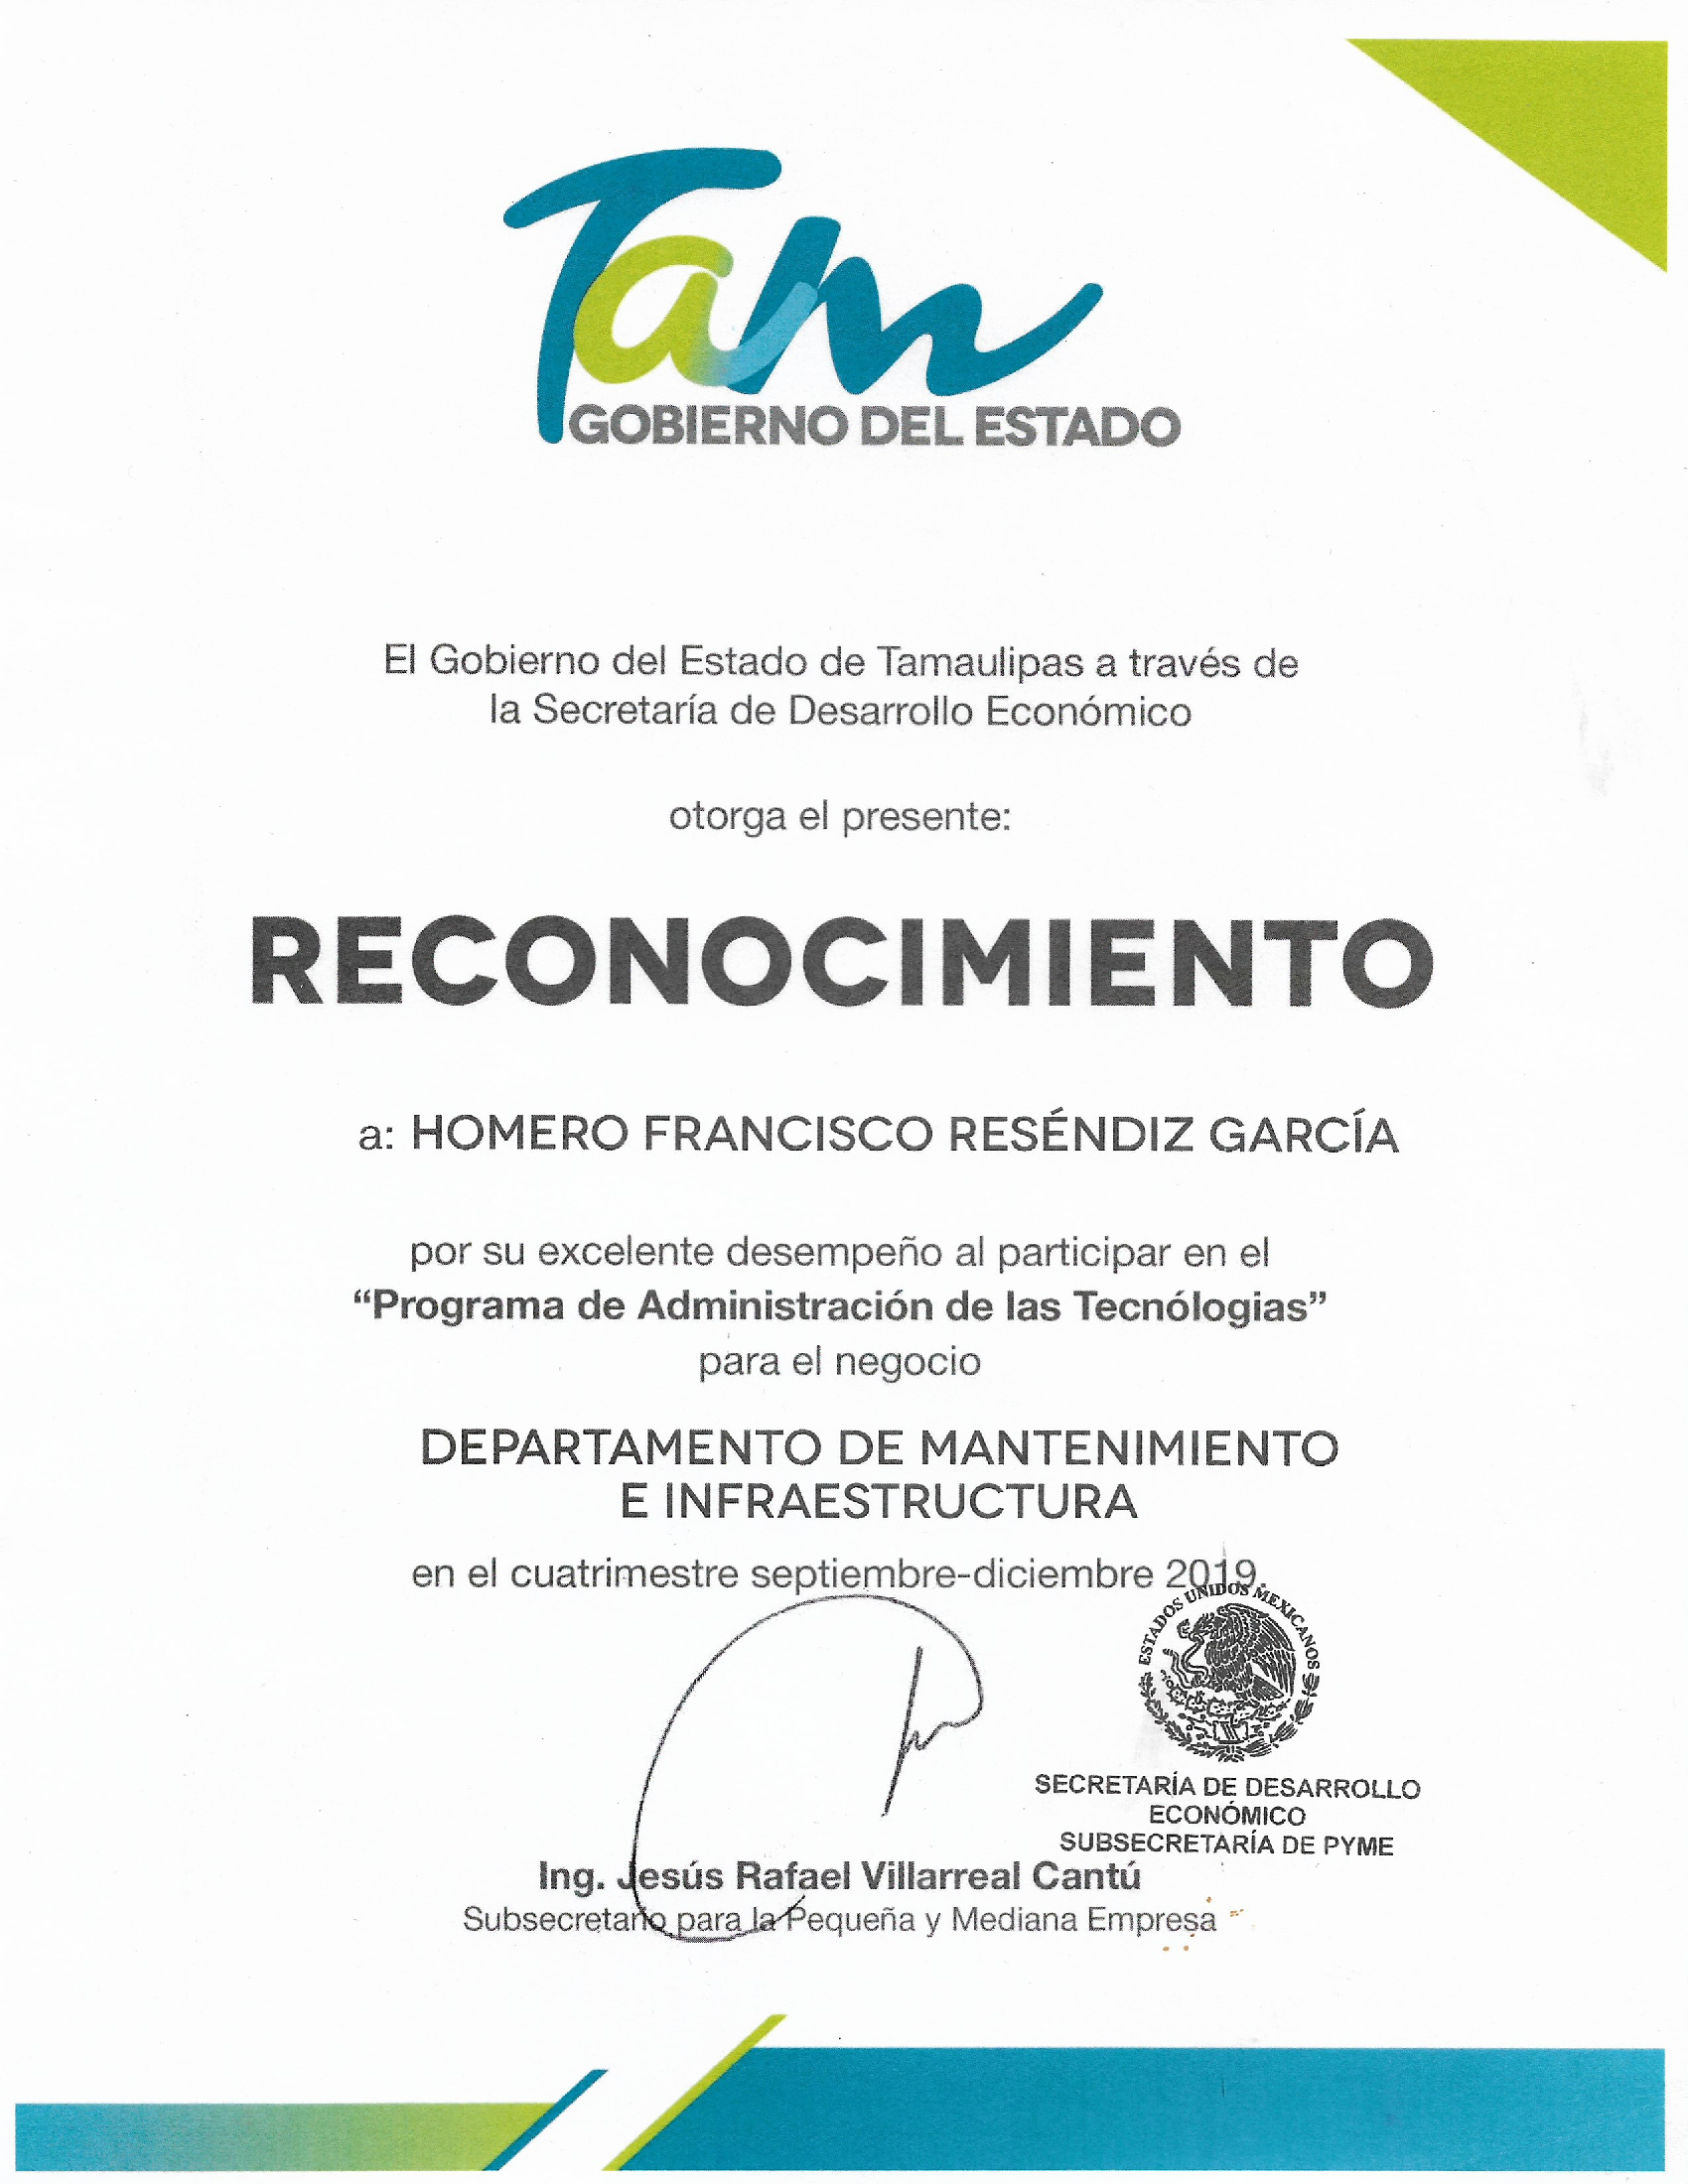 Tam
GOBIERNO DEL ESTADO
El Gobierno del Estado de Tamaulipas a través de
la Secretaría de Desarrollo Económico
otorga el presente:
RECONOCIMIENTO
a: HOMERO FRANCISCO RESÉNDIZ GARCÍA
por su excelente desempeño al participar en el
“Programa de Administración de las Tecnólogias”
para el negocio
DEPARTAMENTO DE MANTENIMIENTO
E INFRAESTRUCTURA
en el cuatrimestre septiembre-diciembre 2019.
ESTADOS UNIDOS MEXICANOS
SECRETARÍA DE DESARROLLO
ECONÓMICO
SUBSECRETARÍA DE PYME
Ing. Jesús Rafael Villarreal Cantú
Subsecretario para la Pequeña y Mediana Empresa